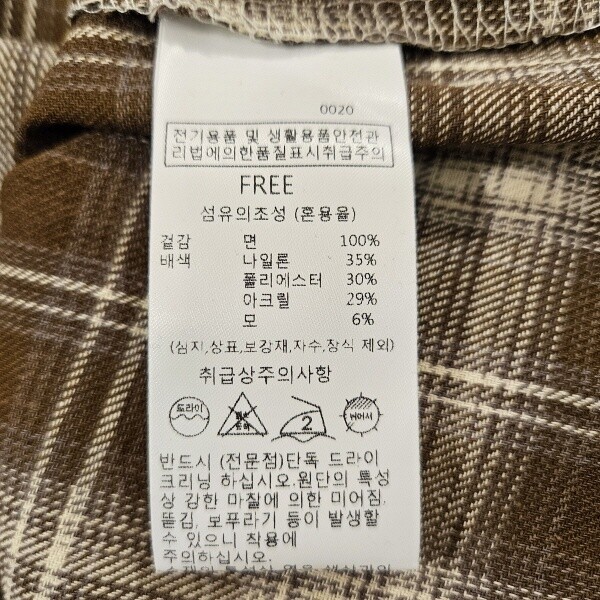 0020
전기용품 및 생활용품안전관
리법에의한품질표시취급주의
FREE
섬유의조성 (혼용율)
겉감 면 100%
배색 나일론 35%
폴리에스터 30%
아크릴 29%
모 6%
(심지,상표,보강재,자수,장식 제외)
취급상주의사항
드라이 2 뉘어서
반드시 (전문점)단독 드라이
크리닝 하십시오.원단의 특성
상 강한 마찰에 의한 미어짐.
뜯김, 보푸라기 등이 발생할
수 있으니 착용에
주의하십시오.